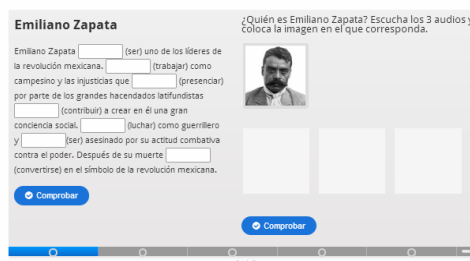 Emiliano Zapata
Emiliano Zapata (ser) uno de los líderes de
la revolución mexicana. (trabajar) como
campesino y las injusticias que (presenciar)
por parte de los grandes hacendados latifundistas
(contribuir) a crear en él una gran
conciencia social. (luchar) como guerrillero
y (ser) asesinado por su actitud combativa
contra el poder. Después de su muerte
(convertirse) en el símbolo de la revolución mexicana.
Comprobar
¿Quién es Emiliano Zapata? Escucha los 3 audios y
coloca la imagen en el que corresponda.
Comprobar